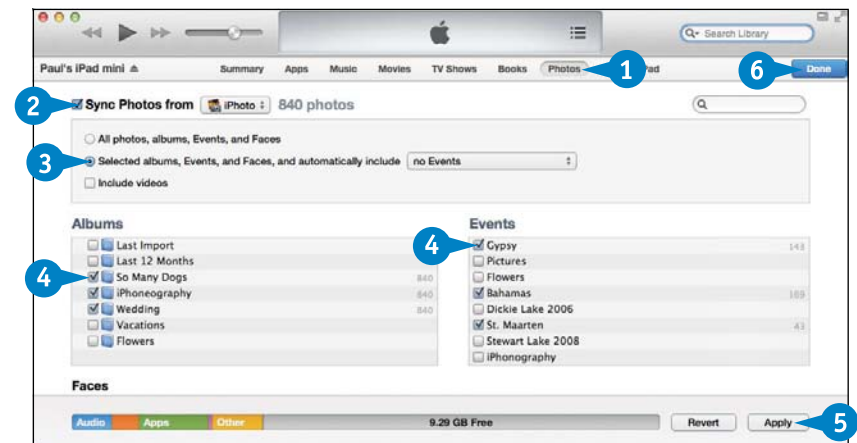 Search Library
Paul's iPad mini Summary Apps Music Movies TV Shows Books Photos 1 Pad 6 Done
2 Sync Photos from iPhoto 840 photos
All photos, albums, Events, and Faces
3 Selected albums, Events, and Faces, and automatically include no Events
Include videos
Albums
Last Import
Last 12 Months
4 So Many Dogs 840
iPhoneography 840
Wedding 840
Vacations
Flowers
Events
4 Gypsy 143
Pictures
Flowers
Bahamas 169
Dickie Lake 2006
St. Maarten 43
Stewart Lake 2008
iPhonography
Faces
Audio Apps Other 9.29 GB Free Revert Apply 5